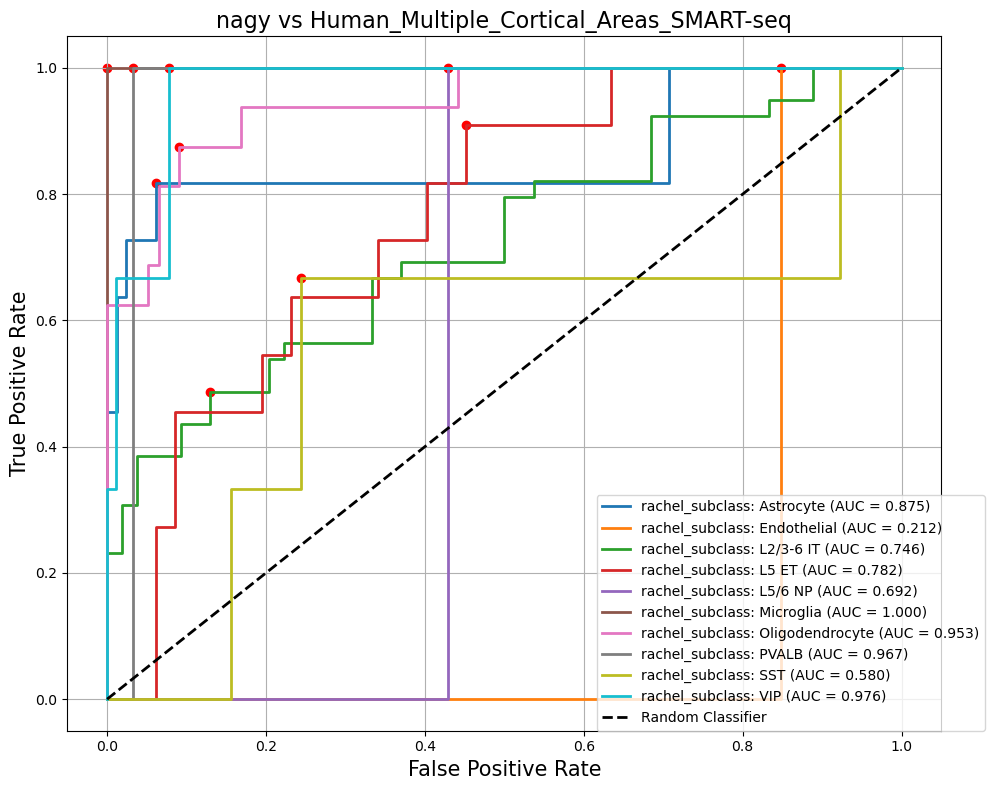 nagy vs Human_Multiple_Cortical_Areas_SMART-seq
1.0
0.8
0.6
0.4
0.2
0.0
True Positive Rate
rachel_subclass: Astrocyte (AUC = 0.875)
rachel_subclass: Endothelial (AUC = 0.212)
rachel_subclass: L2/3-6 IT (AUC = 0.746)
rachel_subclass: L5 ET (AUC = 0.782)
rachel_subclass: L5/6 NP (AUC = 0.692)
rachel_subclass: Microglia (AUC = 1.000)
rachel_subclass: Oligodendrocyte (AUC = 0.953)
rachel_subclass: PVALB (AUC = 0.967)
rachel_subclass: SST (AUC = 0.580)
rachel_subclass: VIP (AUC = 0.976)
Random Classifier
0.0 0.2 0.4 0.6 0.8 1.0
False Positive Rate